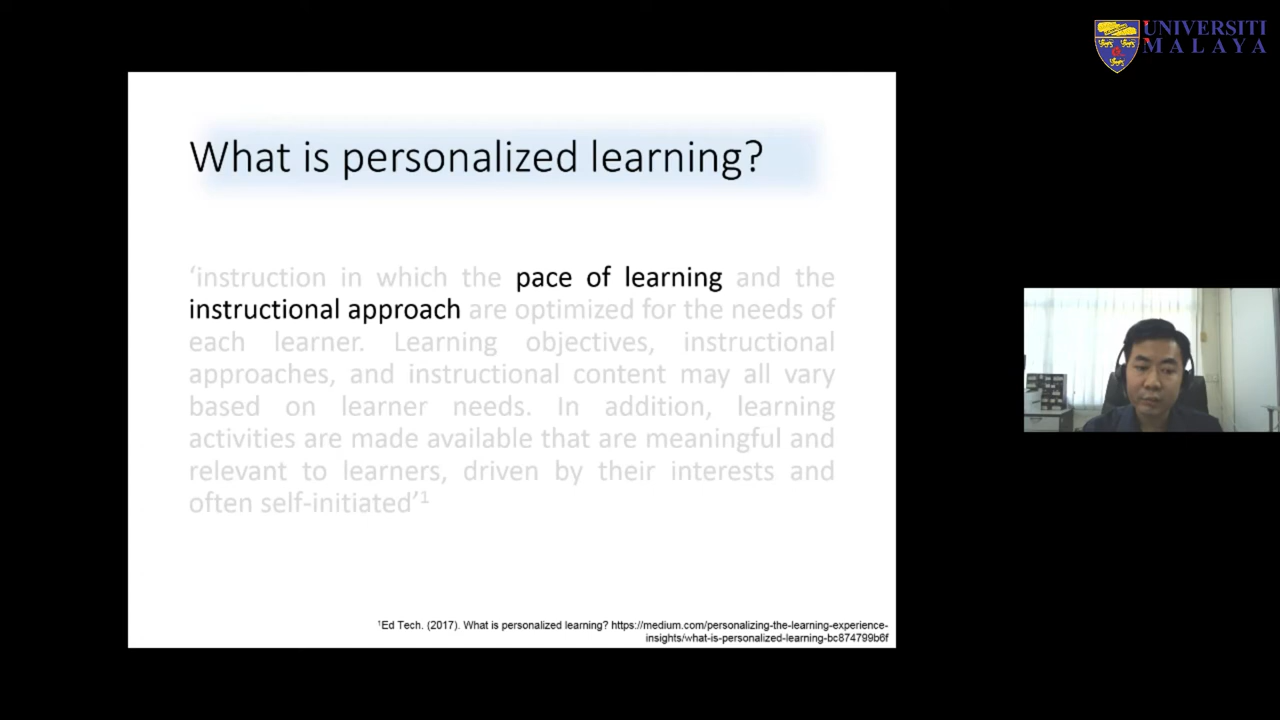 UNIVERSITI
MALAYA
What is personalized learning?
‘instruction in which the pace of learning and the
instructional approach are optimized for the needs of
each learner. Learning objectives, instructional
approaches, and instructional content may all vary
based on learner needs. In addition, learning
activities are made available that are meaningful and
relevant to learners, driven by their interests and
often self-initiated’¹
¹Ed Tech. (2017). What is personalized learning? https://medium.com/personalizing-the-learning-experience-
insights/what-is-personalized-learning-bc874799b6f